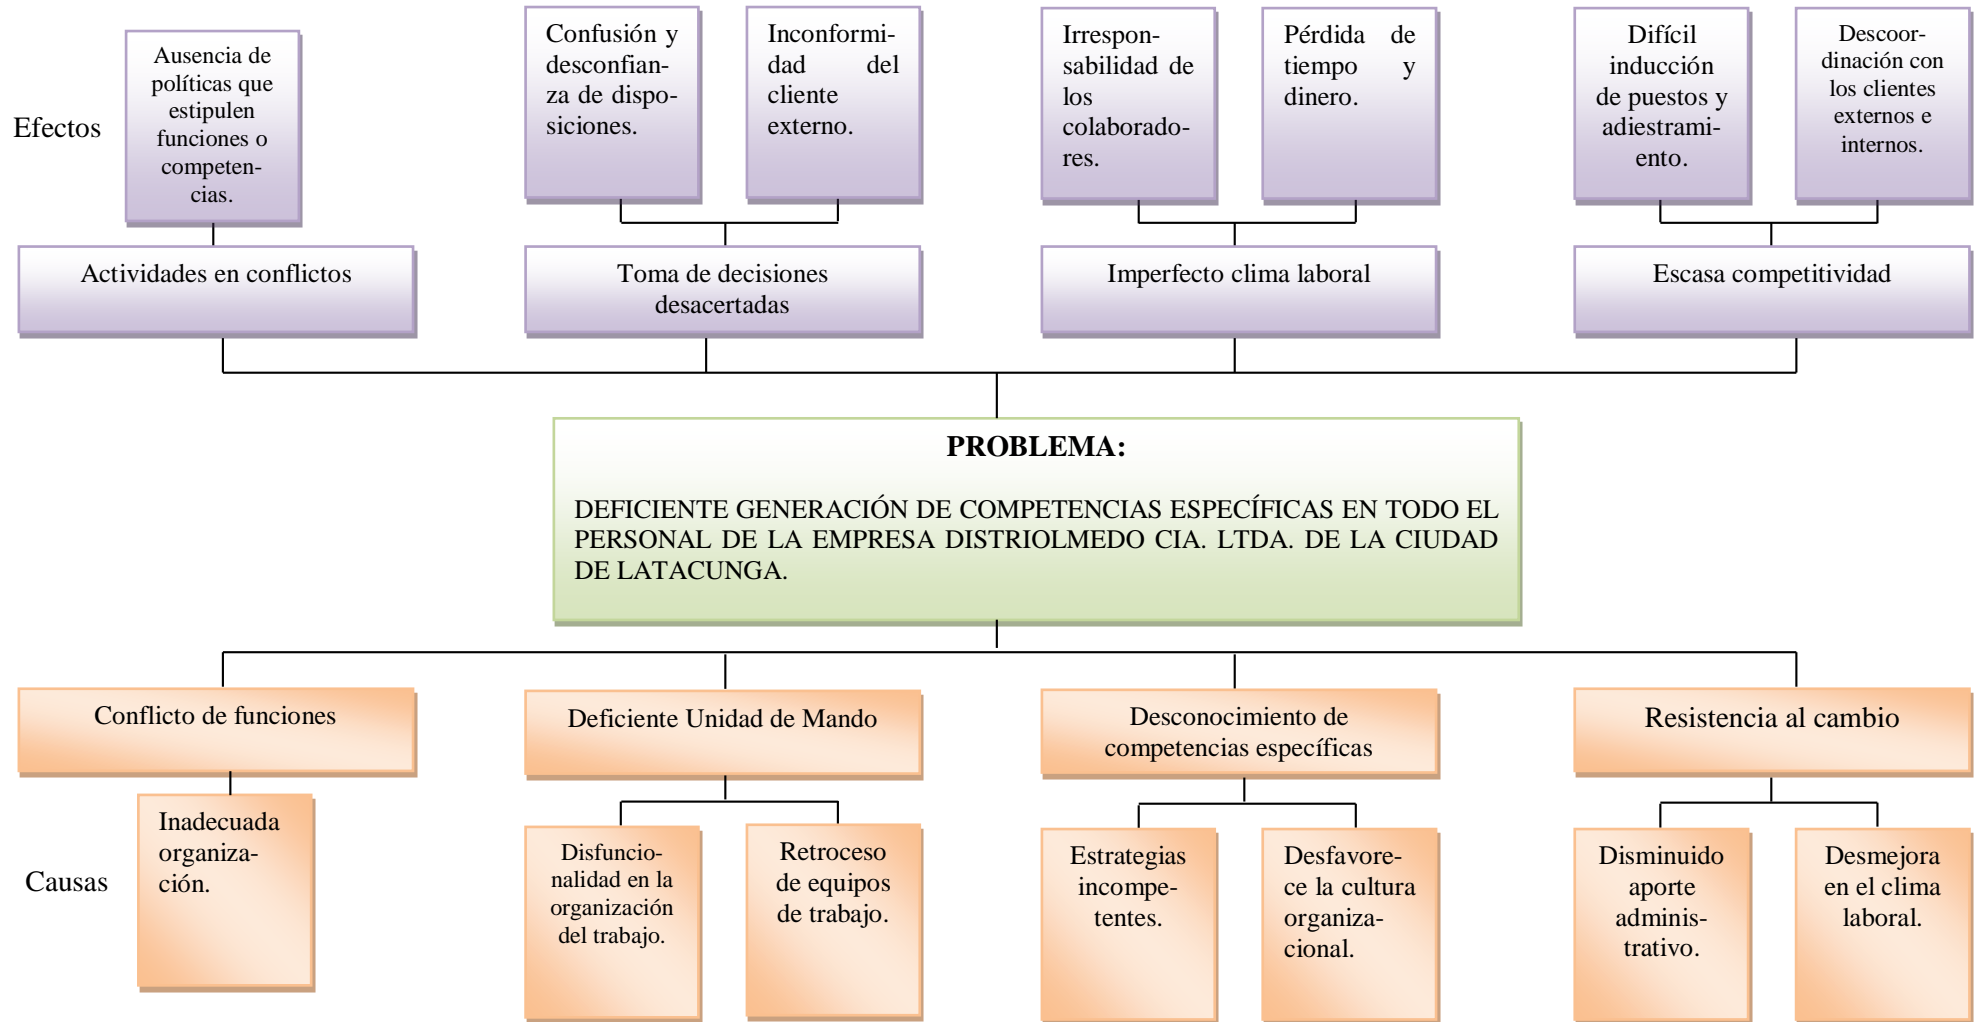 Efectos
Ausencia de
políticas que
estipulen
funciones o
competen-
cias.
Confusión y
desconfian-
za de dispo-
siciones.
Inconformi-
dad del
cliente
externo.
Irrespon-
sabilidad de
los
colaborado-
res.
Pérdida de
tiempo y
dinero.
Difícil
inducción
de puestos y
adiestrami-
ento.
Descoor-
dinación con
los clientes
externos e
internos.
Actividades en conflictos
Toma de decisiones
desacertadas
Imperfecto clima laboral
Escasa competitividad
PROBLEMA:
DEFICIENTE GENERACIÓN DE COMPETENCIAS ESPECÍFICAS EN TODO EL
PERSONAL DE LA EMPRESA DISTRIOLMEDO CIA. LTDA. DE LA CIUDAD
DE LATACUNGA.
Conflicto de funciones
Deficiente Unidad de Mando
Desconocimiento de
competencias específicas
Resistencia al cambio
Causas
Inadecuada
organiza-
ción.
Disfuncio-
nalidad en la
organización
del trabajo.
Retroceso
de equipos
de trabajo.
Estrategias
incompe-
tentes.
Desfavore-
ce la cultura
organiza-
cional.
Disminuido
aporte
adminis-
trativo.
Desmejora
en el clima
laboral.